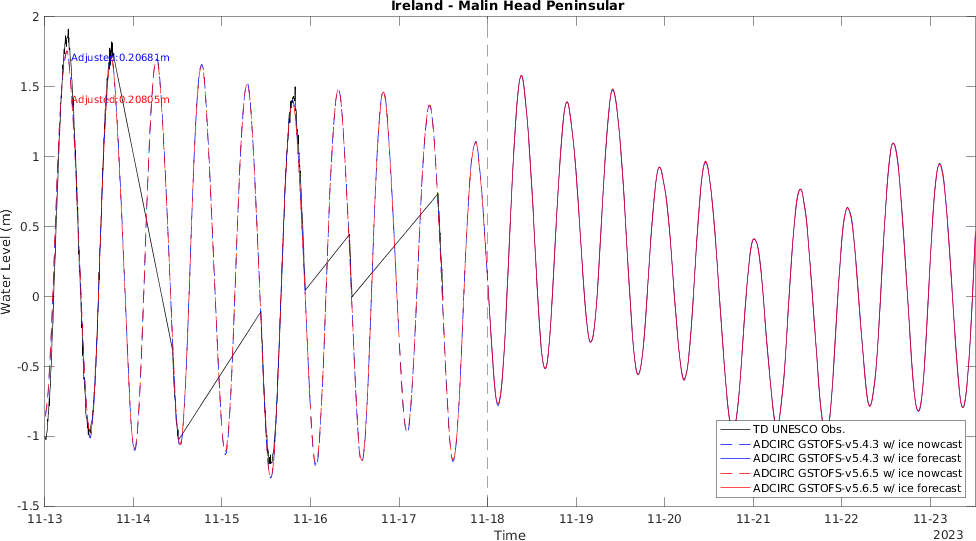 Ireland - Malin Head Peninsular
Water Level (m)
2
1.5
1
0.5
0
-0.5
-1
-1.5
Adjusted:0.20681m
Adjusted:0.20805m
TD UNESCO Obs.
ADCIRC GSTOFS-v5.4.3 w/ ice nowcast
ADCIRC GSTOFS-v5.4.3 w/ ice forecast
ADCIRC GSTOFS-v5.6.5 w/ ice nowcast
ADCIRC GSTOFS-v5.6.5 w/ ice forecast
11-13 11-14 11-15 11-16 11-17 11-18 11-19 11-20 11-21 11-22 11-23
Time
2023